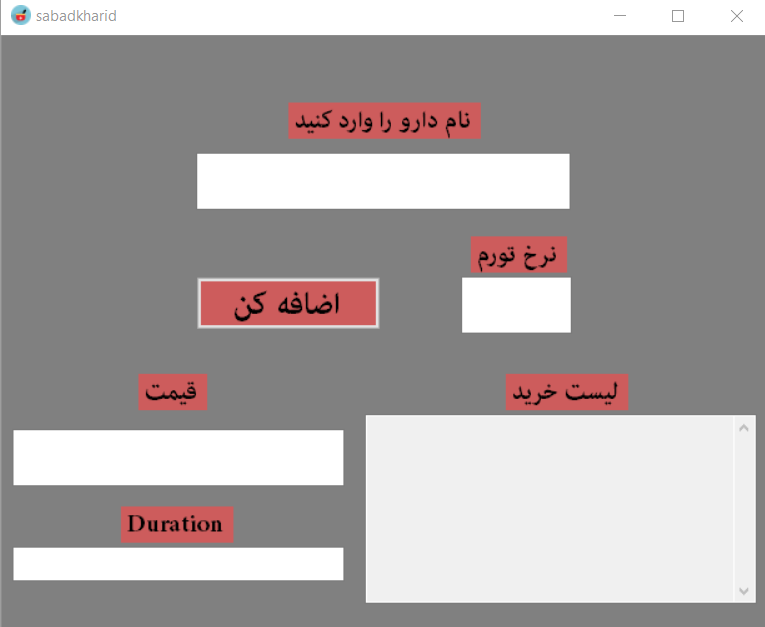 sabadkharid
نام دارو را وارد کنید
نرخ تورم
اضافه کن
لیست خرید
قیمت
Duration